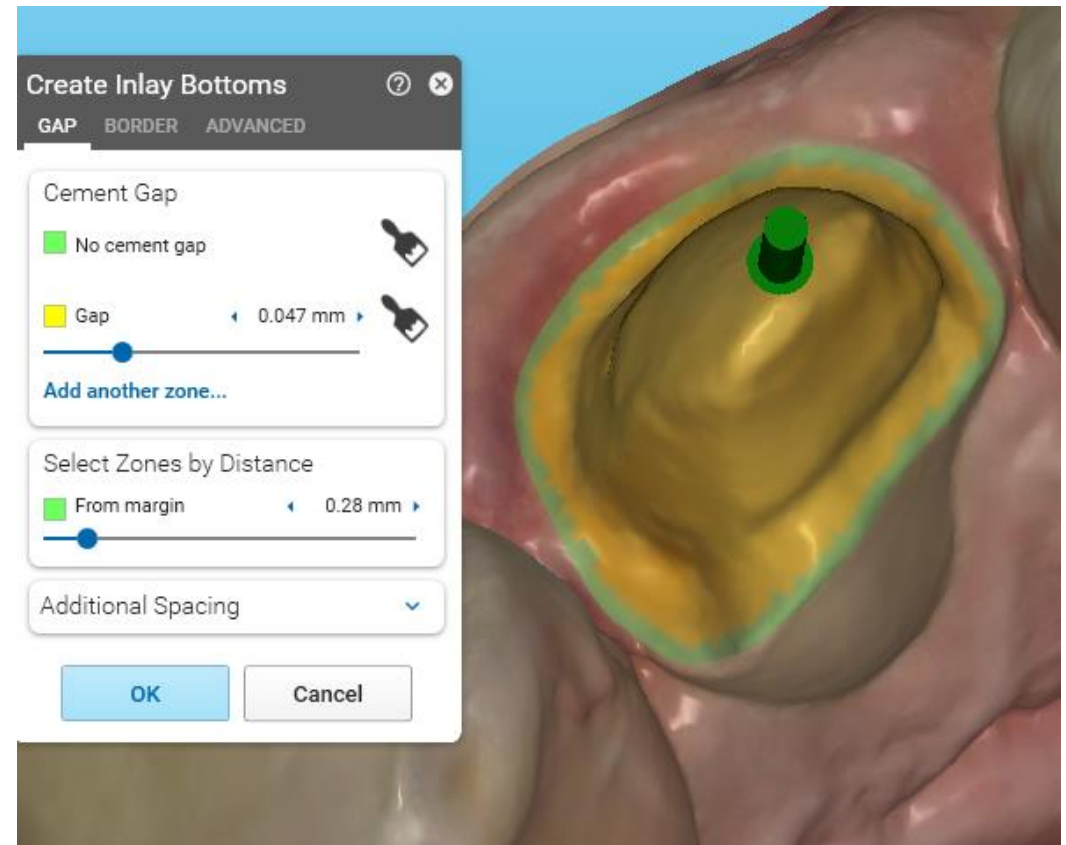 Create Inlay Bottoms
GAP BORDER ADVANCED
Cement Gap
No cement gap
Gap 0.047 mm
Add another zone...
Select Zones by Distance
From margin 0.28 mm
Additional Spacing
OK Cancel